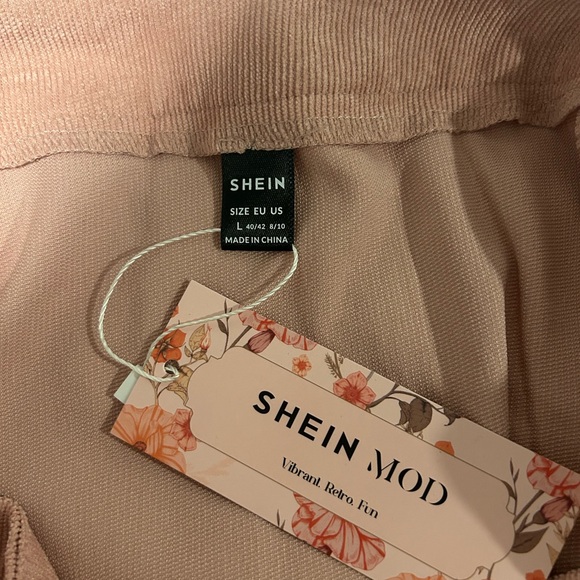 SHEIN
SIZE EU US
L 40/42 8/10
MADE IN CHINA
SHEIN MOD
Vibrant. Retro. Fun